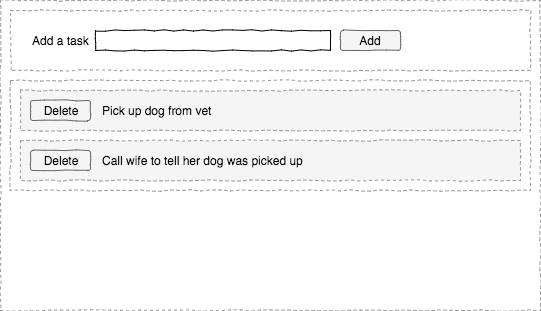 Add a task Add
Delete Pick up dog from vet
Delete Call wife to tell her dog was picked up